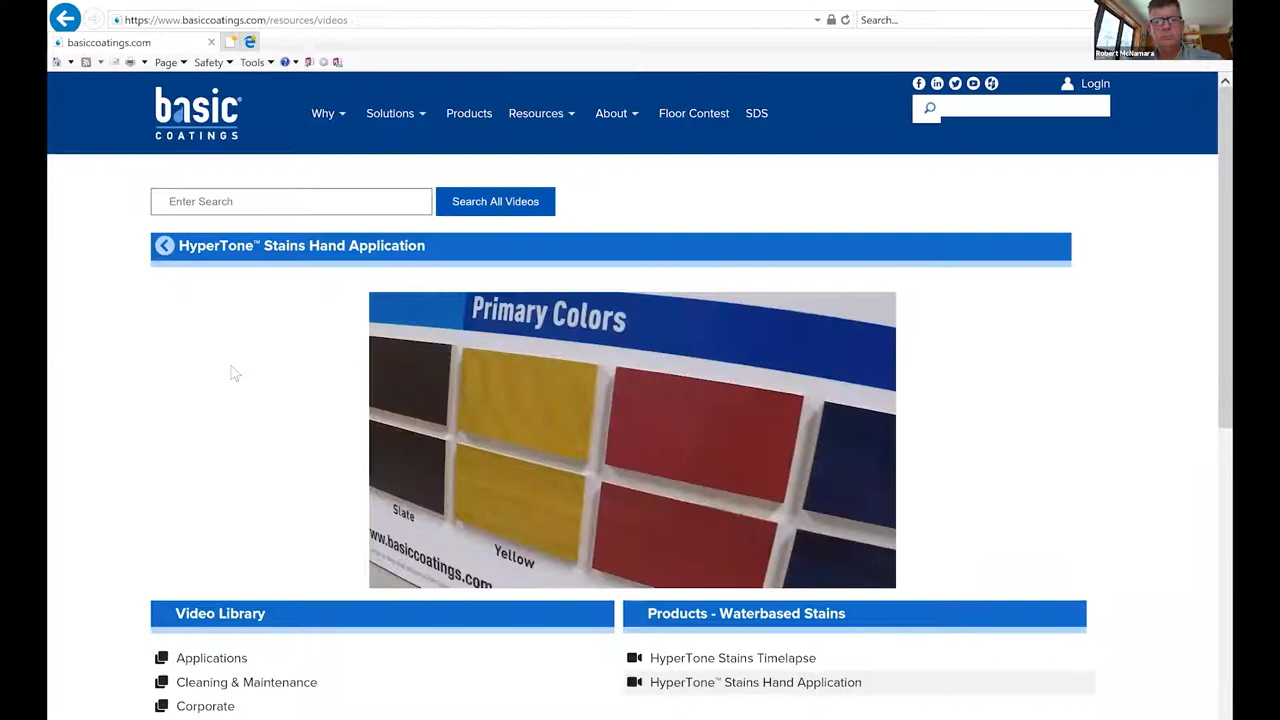 https://www.basiccoatings.com/resources/videos
Search...
basiccoatings.com
Page
Safety
Tools
Robert McNamara
basic
COATINGS
Why
Solutions
Products
Resources
About
Floor Contest
SDS
Login
Enter Search
Search All Videos
HyperTone™ Stains Hand Application
Primary Colors
Slate
Yellow
www.basiccoatings.com
Video Library
Products - Waterbased Stains
Applications
HyperTone Stains Timelapse
Cleaning & Maintenance
HyperTone™ Stains Hand Application
Corporate